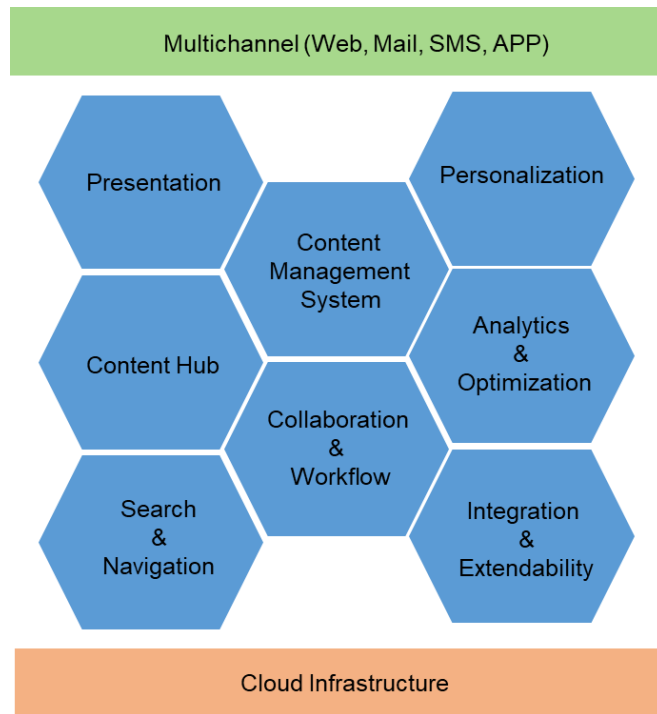 Multichannel (Web, Mail, SMS, APP)
Presentation
Personalization
Content
Management
System
Content Hub
Analytics
&
Optimization
Collaboration
&
Workflow
Search
&
Navigation
Integration
&
Extendability
Cloud Infrastructure